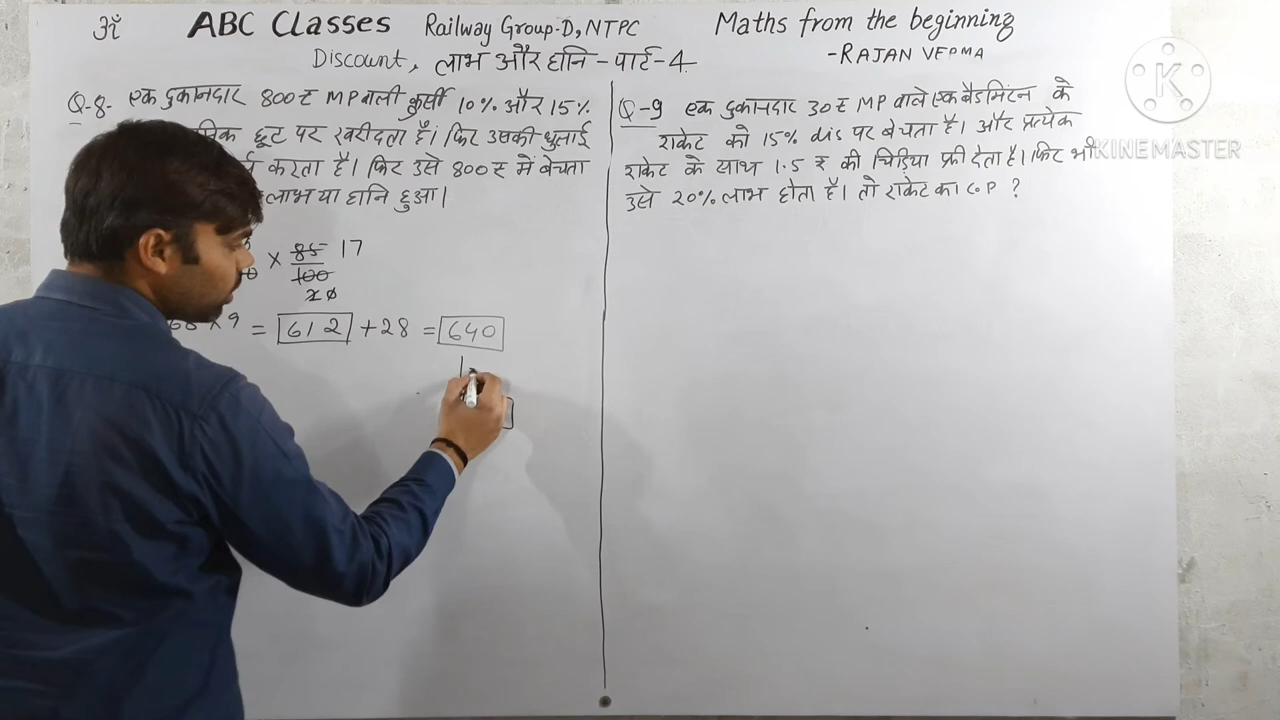 ॐ ABC Classes Railway Group-D, NTPC Maths from the beginning
Discount, लाभ और हानि - पार्ट-4 -RAJAN VERMA
Q-8- एक दुकानदार 800₹ MP वाली कुर्सी 10% और 15%
छूट पर खरीदता है। फिर उसकी धुलाई
करता है। फिर उसे 800₹ में बेचता
लाभ या हानि हुआ।
× 85/100 17
68 × 9 = 612 + 28 = 640
Q-9 एक दुकानदार 30₹ MP वाले एक बैडमिंटन के
राकेट को 15% dis पर बेचता है। और प्रत्येक
राकेट के साथ 1.5 ₹ की चिड़िया फ्री देता है। फिर भी
उसे 20% लाभ होता है। तो राकेट का CP ?
K
KINEMASTER